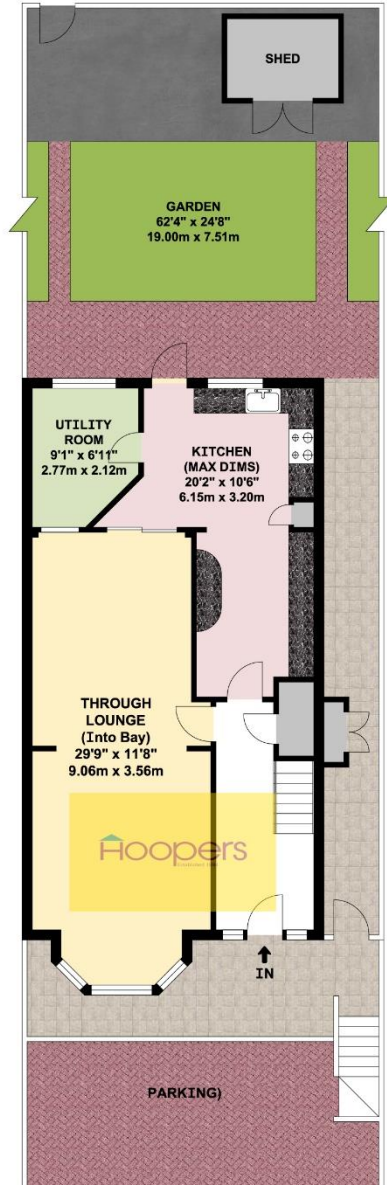 SHED
GARDEN
62'4" x 24'8"
19.00m x 7.51m
UTILITY
ROOM
9'1" x 6'11"
2.77m x 2.12m
KITCHEN
(MAX DIMS)
20'2" x 10'6"
6.15m x 3.20m
THROUGH
LOUNGE
(Into Bay)
29'9" x 11'8"
9.06m x 3.56m
Hoopers
IN
PARKING)